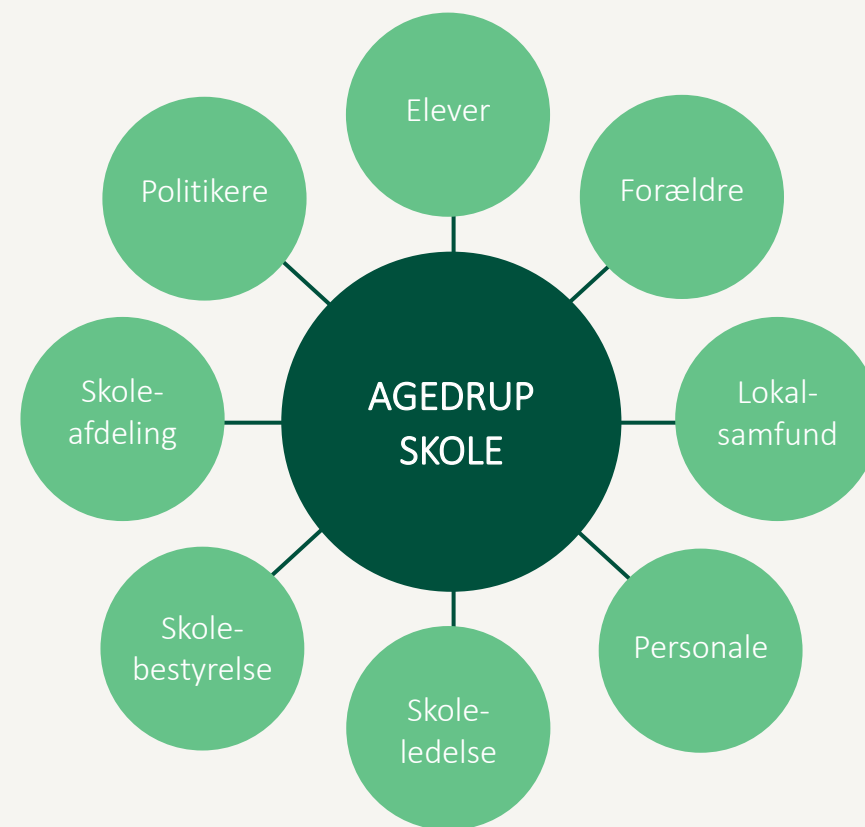 Elever
Politikere
Forældre
AGEDRUP
SKOLE
Skole-
afdeling
Lokal-
samfund
Skole-
bestyrelse
Personale
Skole-
ledelse